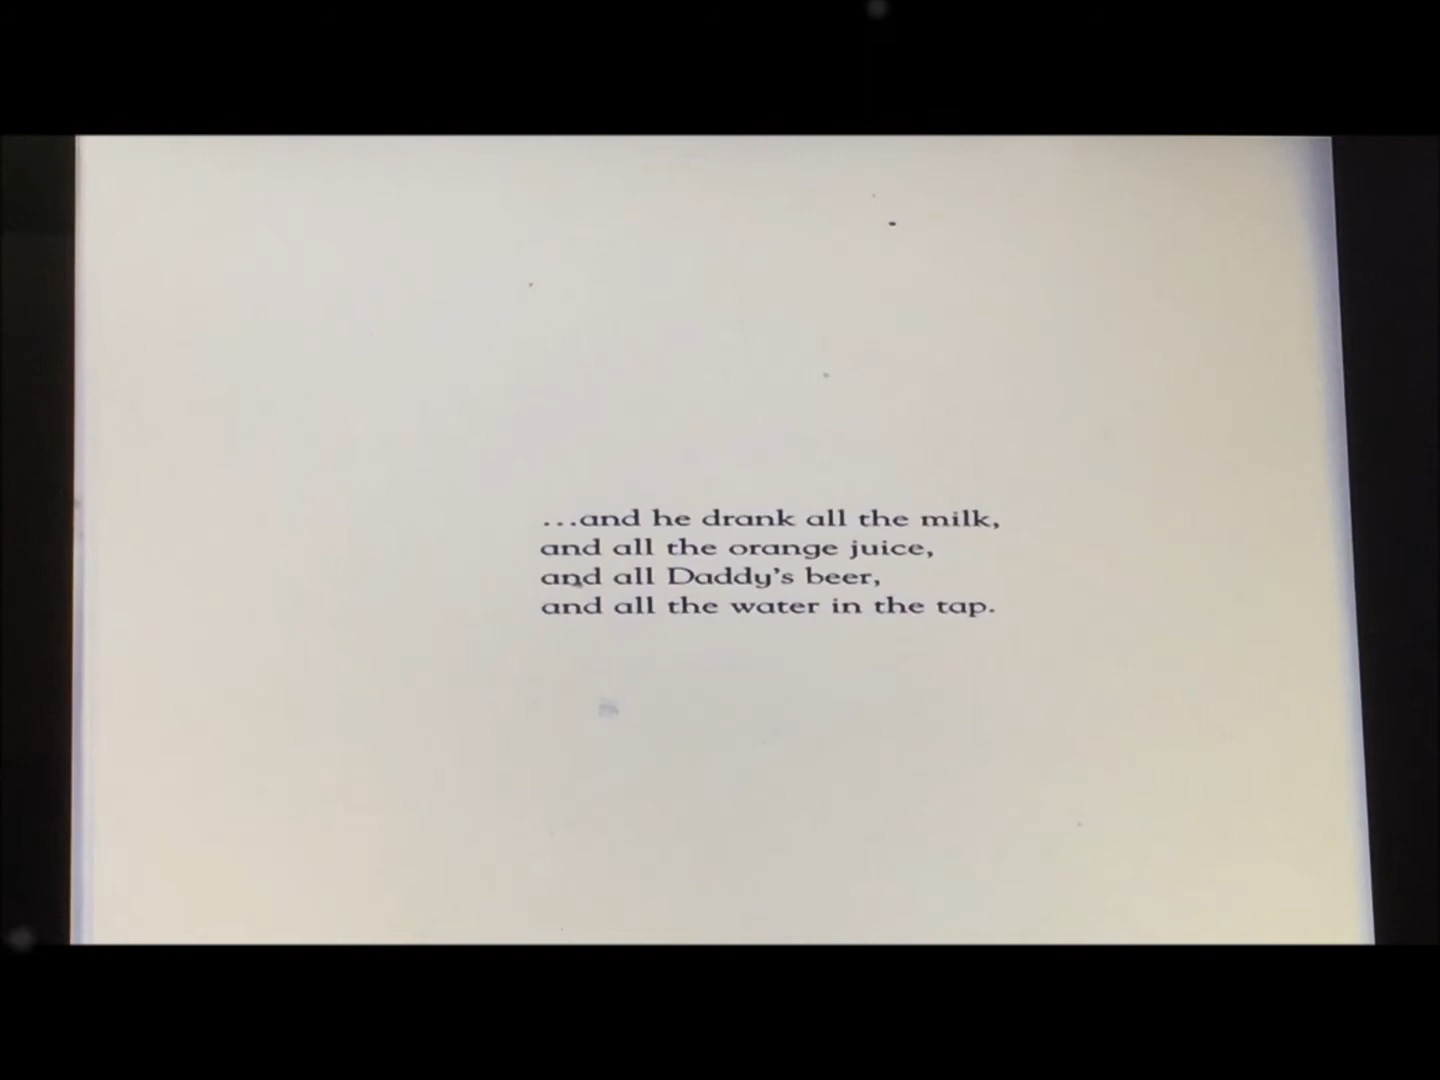 ...and he drank all the milk,
and all the orange juice,
and all Daddy's beer,
and all the water in the tap.